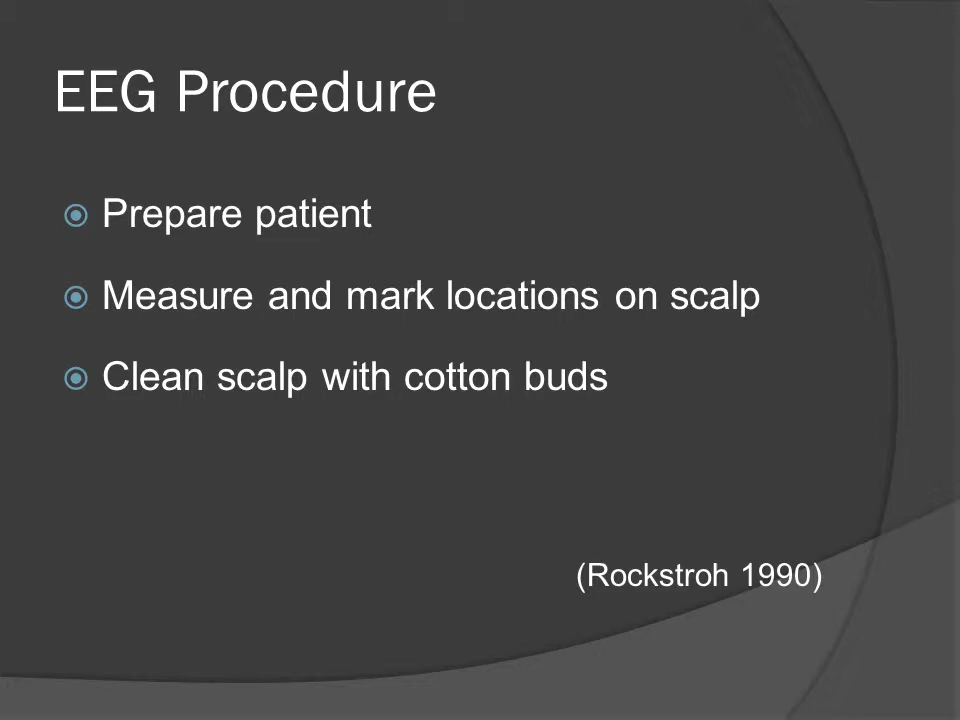 EEG Procedure
Prepare patient
Measure and mark locations on scalp
Clean scalp with cotton buds
(Rockstroh 1990)